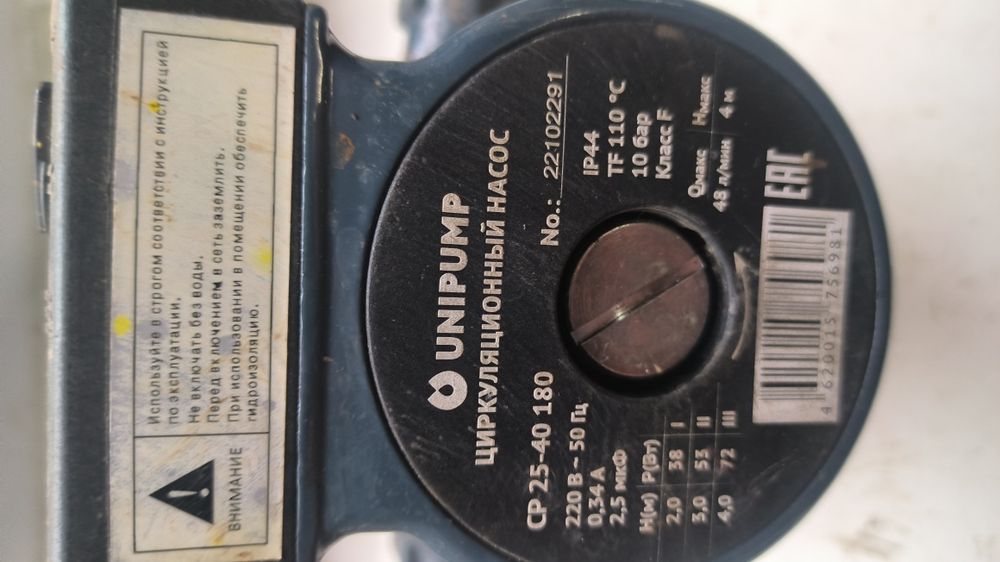 ВНИМАНИЕ
Используйте в строгом соответствии с инструкцией
по эксплуатации.
Не включать без воды.
Перед включением в сеть заземлить.
При использовании в помещении обеспечить
гидроизоляцию.
UNIPUMP
ЦИРКУЛЯЦИОННЫЙ НАСОС
CP 25-40 180
No.: 22102291
220 В ~ 50 Гц
0,34 А
2,5 мкФ
IP44
TF 110 °C
10 бар
Класс F
H(м) P(Вт)
2,0 38 I
3,0 53 II
4,0 72 III
Qмакс Hмакс
48 л/мин 4 м
EAC
4 620015 756981